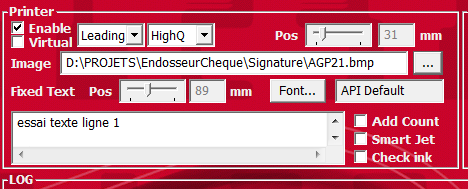 Printer
Enable
Virtual Leading HighQ Pos 31 mm
Image D:\PROJETS\EndosseurCheque\Signature\AGP21.bmp ...
Fixed Text Pos 89 mm Font... API Default
essai texte ligne 1
Add Count
Smart Jet
Check ink
LOG